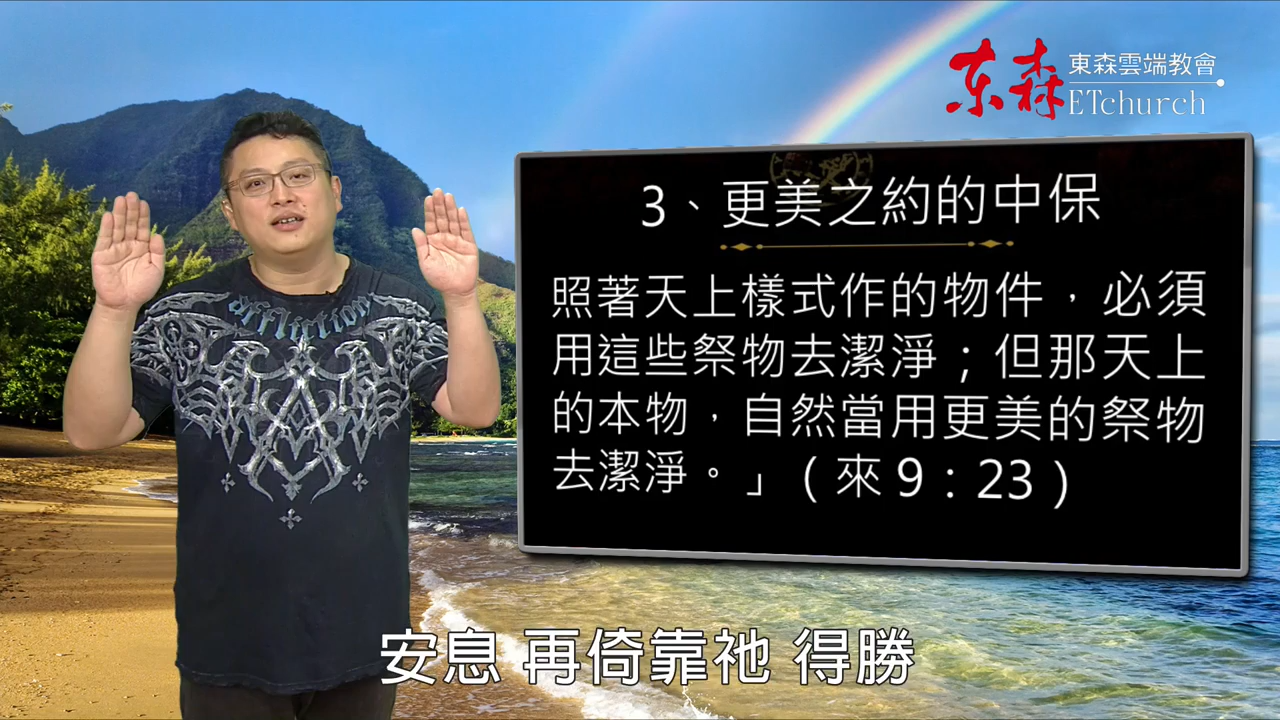 东森
東森雲端教會
ETchurch
3、更美之約的中保
照著天上樣式作的物件，必須
用這些祭物去潔淨；但那天上
的本物，自然當用更美的祭物
去潔淨。」（來9：23）
affliction
安息 再倚靠祂 得勝